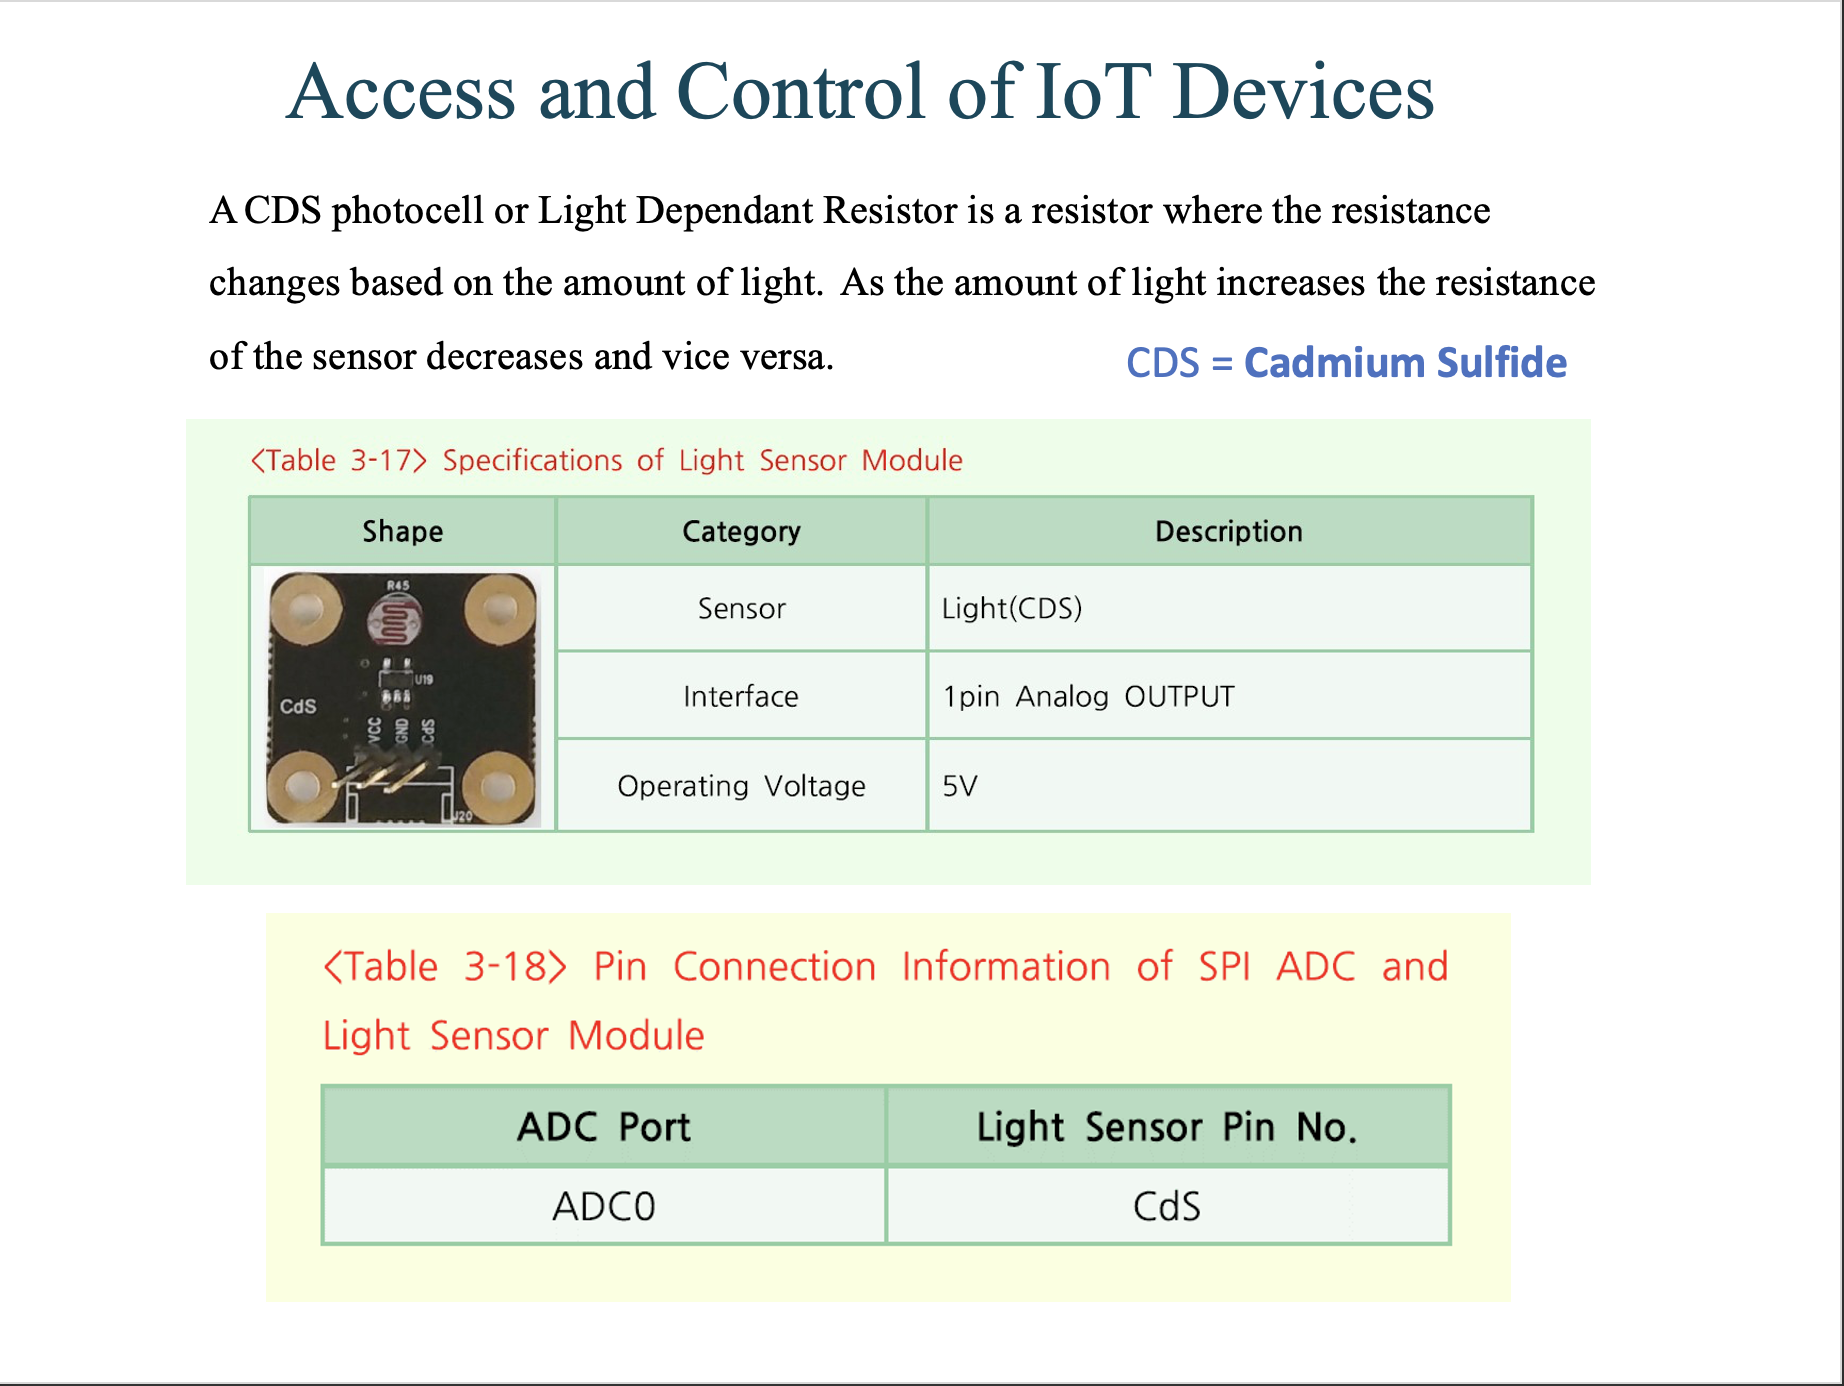 Access and Control of IoT Devices
A CDS photocell or Light Dependant Resistor is a resistor where the resistance
changes based on the amount of light. As the amount of light increases the resistance
of the sensor decreases and vice versa.
CDS = Cadmium Sulfide
<Table 3-17> Specifications of Light Sensor Module
Shape Category Description
R45
U19
CdS
VCC GND CdS
J20
Sensor Light(CDS)
Interface 1pin Analog OUTPUT
Operating Voltage 5V
<Table 3-18> Pin Connection Information of SPI ADC and
Light Sensor Module
ADC Port Light Sensor Pin No.
ADC0 CdS